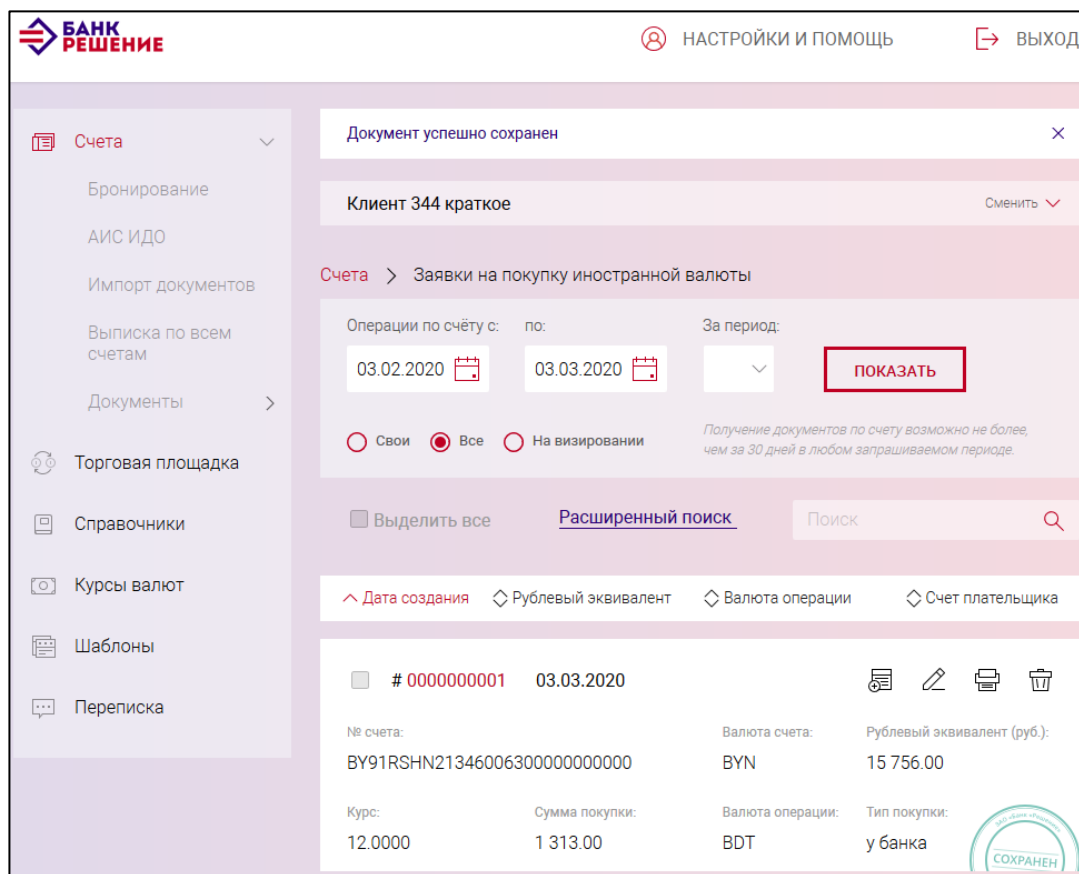 БАНК
РЕШЕНИЕ
НАСТРОЙКИ И ПОМОЩЬ
ВЫХОД
Счета
Бронирование
АИС ИДО
Импорт документов
Выписка по всем
счетам
Документы
Торговая площадка
Справочники
Курсы валют
Шаблоны
Переписка
Документ успешно сохранен
Клиент 344 краткое
Сменить
Счета > Заявки на покупку иностранной валюты
Операции по счёту с: по: За период:
03.02.2020 03.03.2020 ПОКАЗАТЬ
Свои Все На визировании
Получение документов по счету возможно не более,
чем за 30 дней в любом запрашиваемом периоде.
Выделить все Расширенный поиск Поиск
Дата создания Рублевый эквивалент Валюта операции Счет плательщика
# 0000000001 03.03.2020
№ счета: Валюта счета: Рублевый эквивалент (руб.):
BY91RSHN21346006300000000000 BYN 15 756.00
Курс: Сумма покупки: Валюта операции: Тип покупки:
12.0000 1 313.00 BDT у банка
ЗАО «Банк «Решение»
СОХРАНЕН